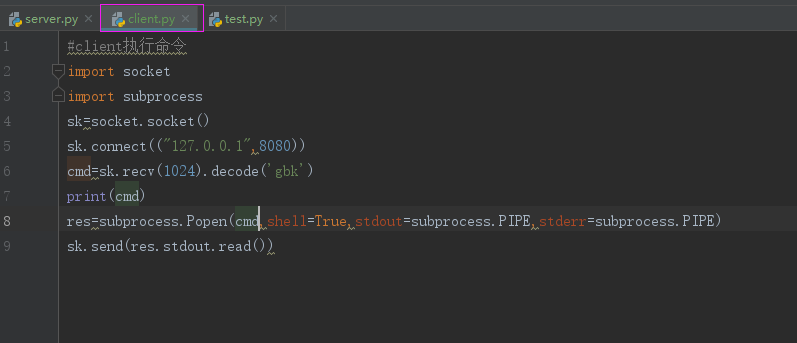 server.py client.py test.py
1 #client执行命令
2 import socket
3 import subprocess
4 sk=socket.socket()
5 sk.connect(("127.0.0.1",8080))
6 cmd=sk.recv(1024).decode('gbk')
7 print(cmd)
8 res=subprocess.Popen(cmd,shell=True,stdout=subprocess.PIPE,stderr=subprocess.PIPE)
9 sk.send(res.stdout.read())